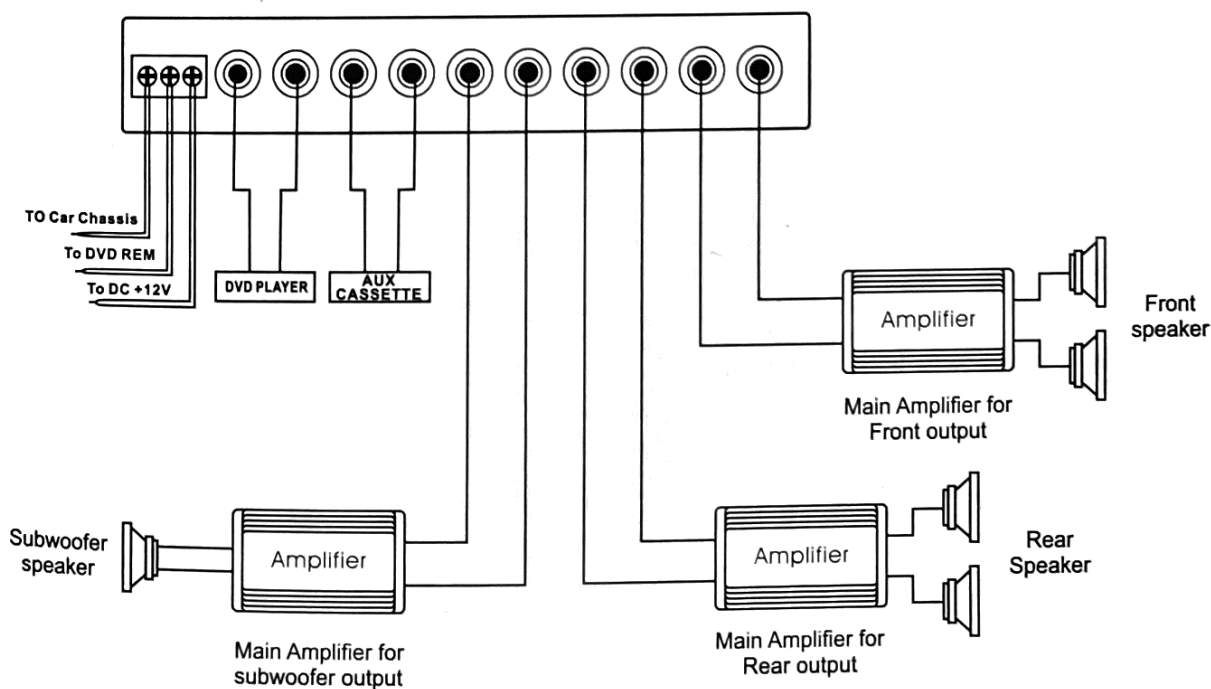 TO Car Chassis
To DVD REM
To DC +12V
DVD PLAYER
AUX
CASSETTE
Amplifier
Front
speaker
Main Amplifier for
Front output
Subwoofer
speaker
Amplifier
Main Amplifier for
subwoofer output
Amplifier
Rear
Speaker
Main Amplifier for
Rear output